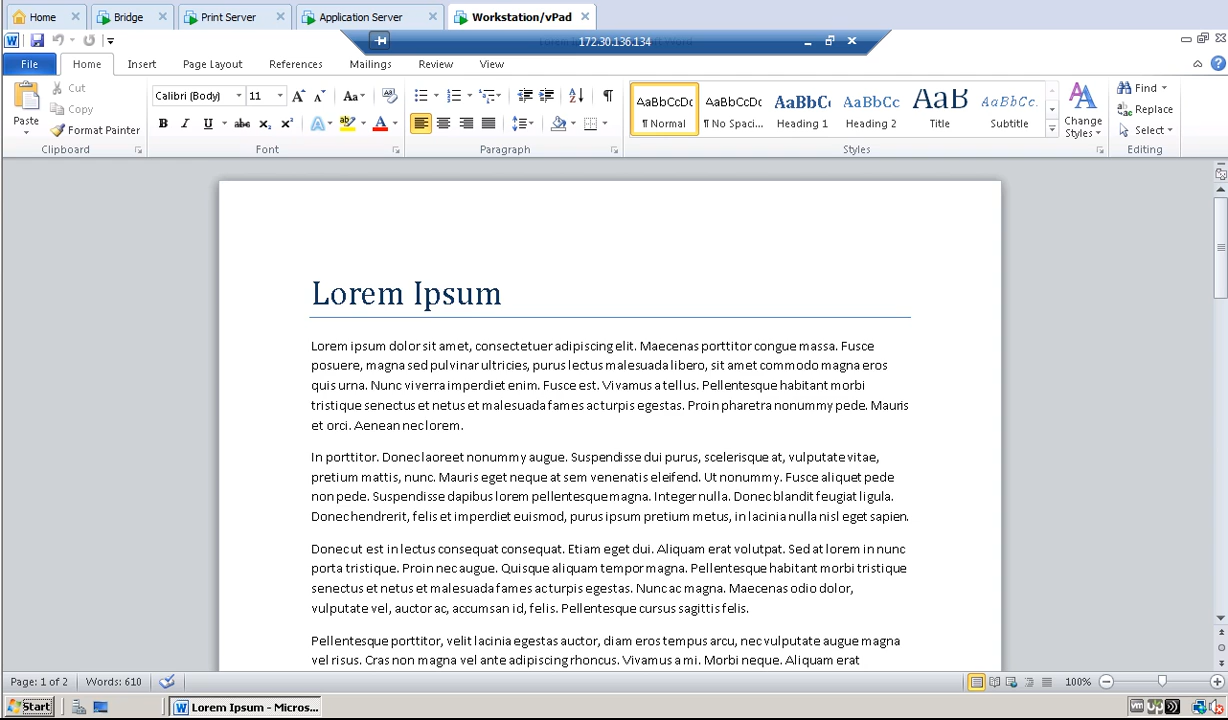 Home
Bridge
Print Server
Application Server
Workstation/vPad
172.30.136.134
File
Home
Insert
Page Layout
References
Mailings
Review
View
Paste
Cut
Copy
Format Painter
Clipboard
Calibri (Body)
11
Font
Paragraph
AaBbCcDc
¶ Normal
AaBbCcDc
¶ No Spaci...
AaBbC
Heading 1
AaBbCc
Heading 2
AaB
Title
AaBbCc.
Subtitle
Change
Styles
Styles
Find
Replace
Select
Editing
Lorem Ipsum
Lorem ipsum dolor sit amet, consectetuer adipiscing elit. Maecenas porttitor congue massa. Fusce
posuere, magna sed pulvinar ultricies, purus lectus malesuada libero, sit amet commodo magna eros
quis urna. Nunc viverra imperdiet enim. Fusce est. Vivamus a tellus. Pellentesque habitant morbi
tristique senectus et netus et malesuada fames ac turpis egestas. Proin pharetra nonummy pede. Mauris
et orci. Aenean nec lorem.
In porttitor. Donec laoreet nonummy augue. Suspendisse dui purus, scelerisque at, vulputate vitae,
pretium mattis, nunc. Mauris eget neque at sem venenatis eleifend. Ut nonummy. Fusce aliquet pede
non pede. Suspendisse dapibus lorem pellentesque magna. Integer nulla. Donec blandit feugiat ligula.
Donec hendrerit, felis et imperdiet euismod, purus ipsum pretium metus, in lacinia nulla nisl eget sapien.
Donec ut est in lectus consequat consequat. Etiam eget dui. Aliquam erat volutpat. Sed at lorem in nunc
porta tristique. Proin nec augue. Quisque aliquam tempor magna. Pellentesque habitant morbi tristique
senectus et netus et malesuada fames ac turpis egestas. Nunc ac magna. Maecenas odio dolor,
vulputate vel, auctor ac, accumsan id, felis. Pellentesque cursus sagittis felis.
Pellentesque porttitor, velit lacinia egestas auctor, diam eros tempus arcu, nec vulputate augue magna
vel risus. Cras non magna vel ante adipiscing rhoncus. Vivamus a mi. Morbi neque. Aliquam erat
Page: 1 of 2
Words: 610
100%
Start
Lorem Ipsum - Micros...